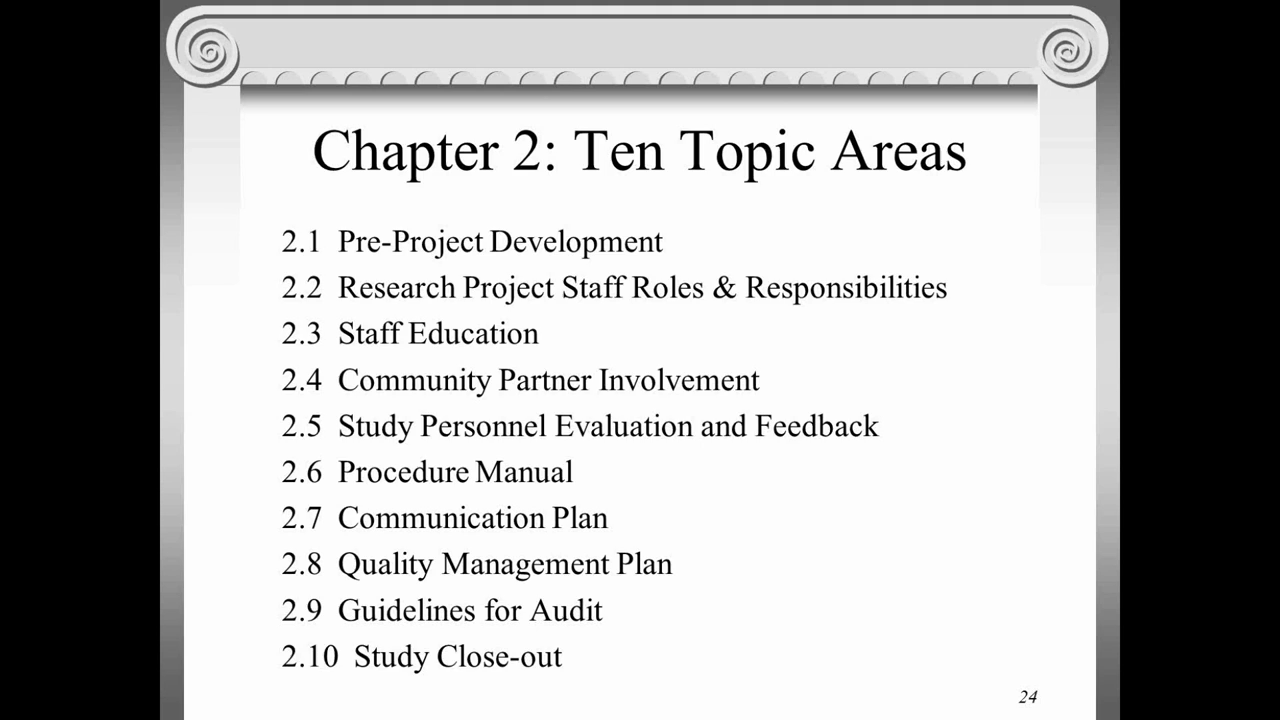 Chapter 2: Ten Topic Areas
2.1 Pre-Project Development
2.2 Research Project Staff Roles & Responsibilities
2.3 Staff Education
2.4 Community Partner Involvement
2.5 Study Personnel Evaluation and Feedback
2.6 Procedure Manual
2.7 Communication Plan
2.8 Quality Management Plan
2.9 Guidelines for Audit
2.10 Study Close-out
24